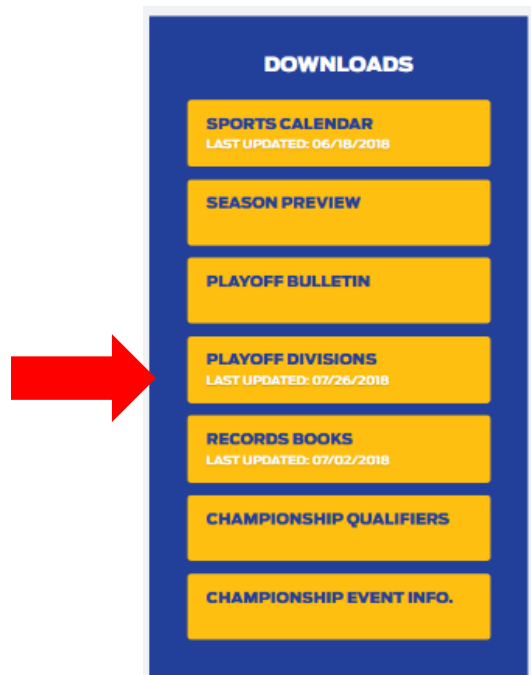 DOWNLOADS
SPORTS CALENDAR
LAST UPDATED: 06/18/2018
SEASON PREVIEW
PLAYOFF BULLETIN
PLAYOFF DIVISIONS
LAST UPDATED: 07/26/2018
RECORDS BOOKS
LAST UPDATED: 07/02/2018
CHAMPIONSHIP QUALIFIERS
CHAMPIONSHIP EVENT INFO.